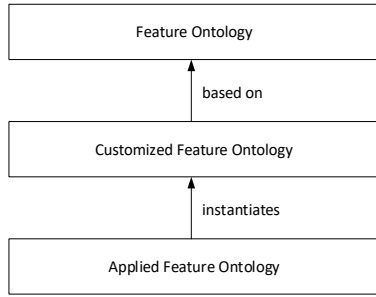 Feature Ontology
based on
Customized Feature Ontology
instantiates
Applied Feature Ontology